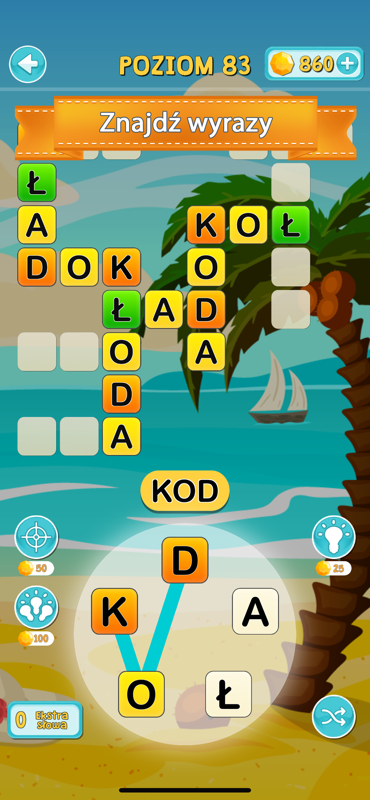 POZIOM 83
860 +
Znajdź wyrazy
Ł
A K O Ł
D O K O
Ł A D
O A
D
A
KOD
D
K A
O Ł
50
25
100
0 Ekstra
słowa